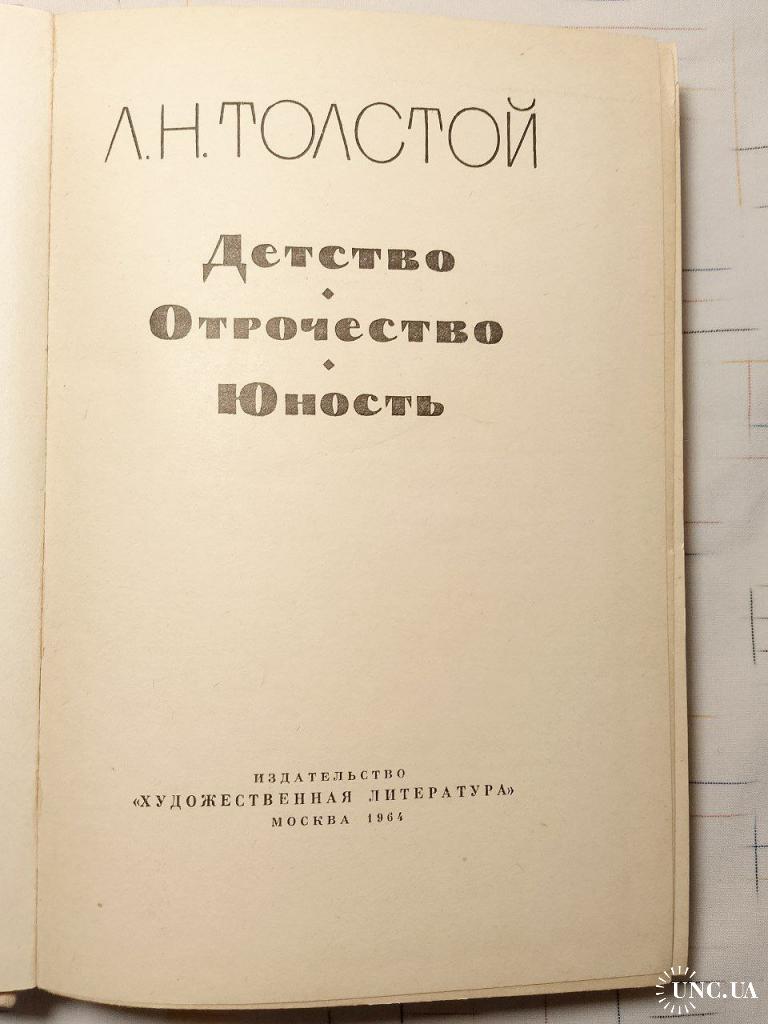 Л.Н.ТОЛСТОЙ
Детство
Отрочество
Юность
ИЗДАТЕЛЬСТВО
«ХУДОЖЕСТВЕННАЯ ЛИТЕРАТУРА»
МОСКВА 1964
UNC.UA